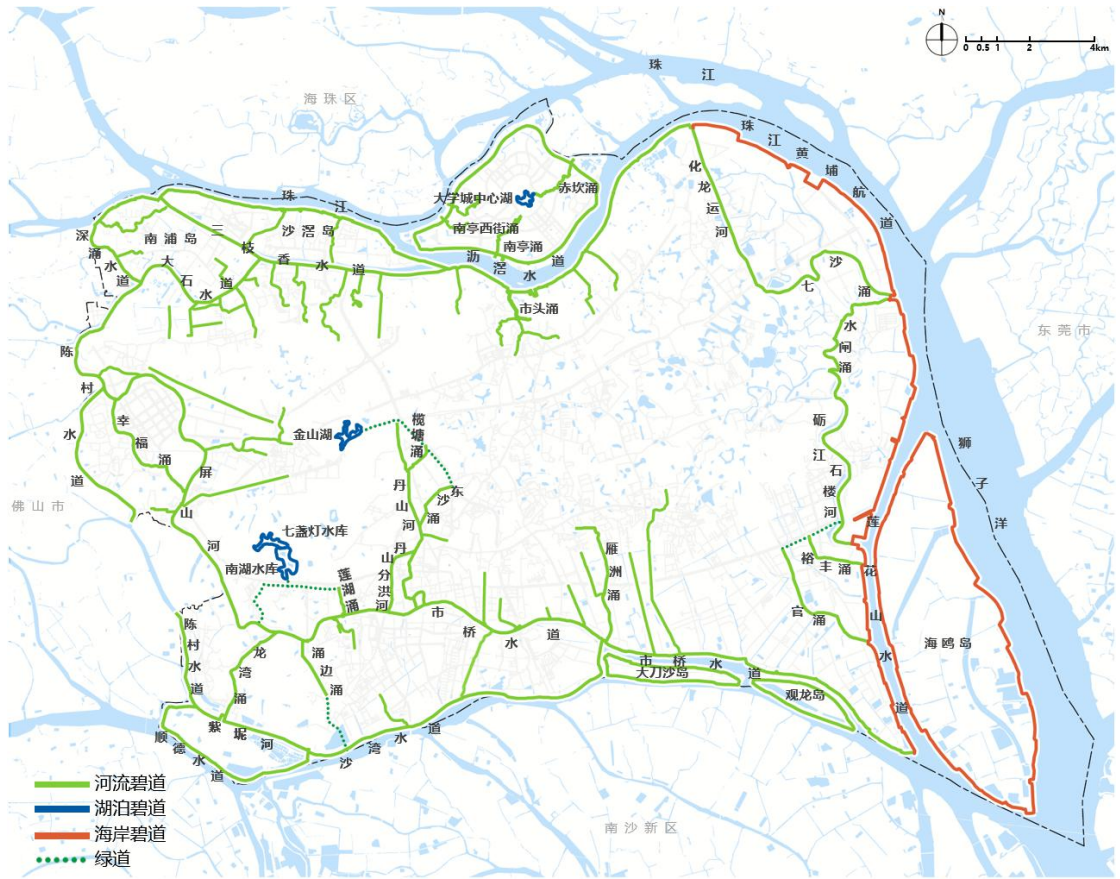 N
0 0.5 1 2 4km
珠江
海珠区
珠江黄埔航道
化龙运河
大学城中心湖
赤坎涌
珠江
南亭西街涌
南亭涌
沥滘水道
深涌水道
南浦岛
三枝香水道
沙滘岛
大石水道
市头涌
七沙涌
水闸涌
东莞市
陈村水道
幸福涌
屏山河
金山湖
榄塘涌
砺江
石楼河
狮子洋
佛山市
丹山河
东沙涌
七盏灯水库
南湖水库
丹山分洪河
莲湖涌
雁洲涌
裕丰涌
官涌
莲花山水道
海鸥岛
市桥水道
陈村水道
龙湾涌
涌边涌
市桥水道
大刀沙岛
观龙岛
紫坭河
顺德水道
沙湾水道
南沙新区
河流碧道
湖泊碧道
海岸碧道
绿道